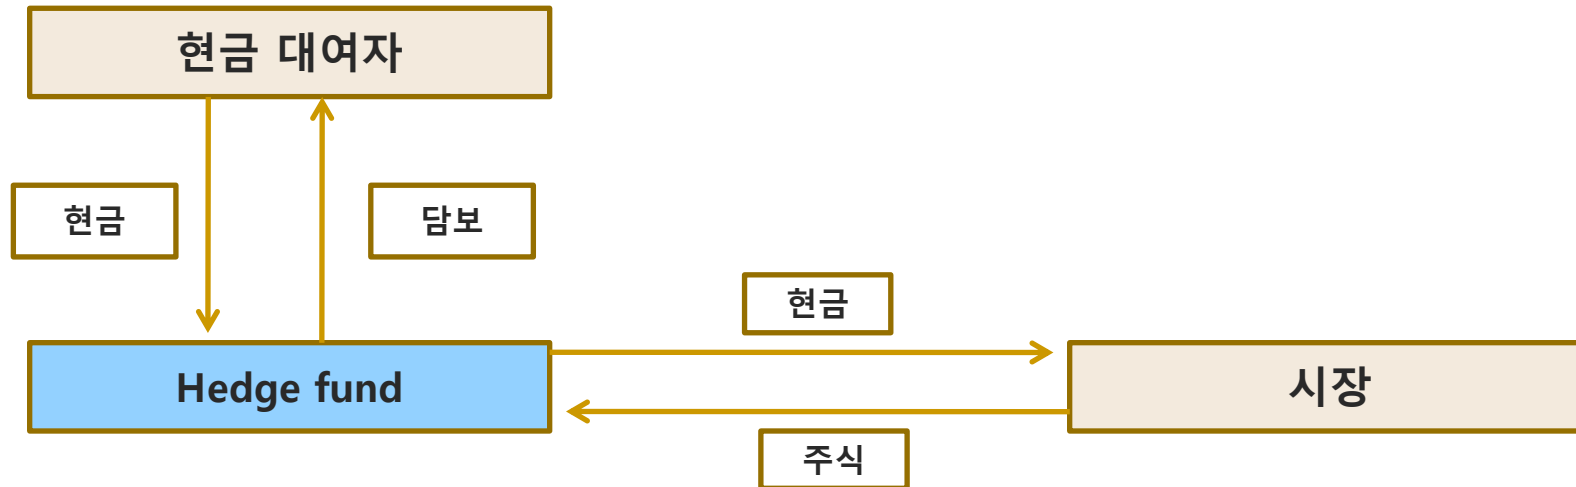 현금 대여자
현금
담보
현금
Hedge fund
시장
주식